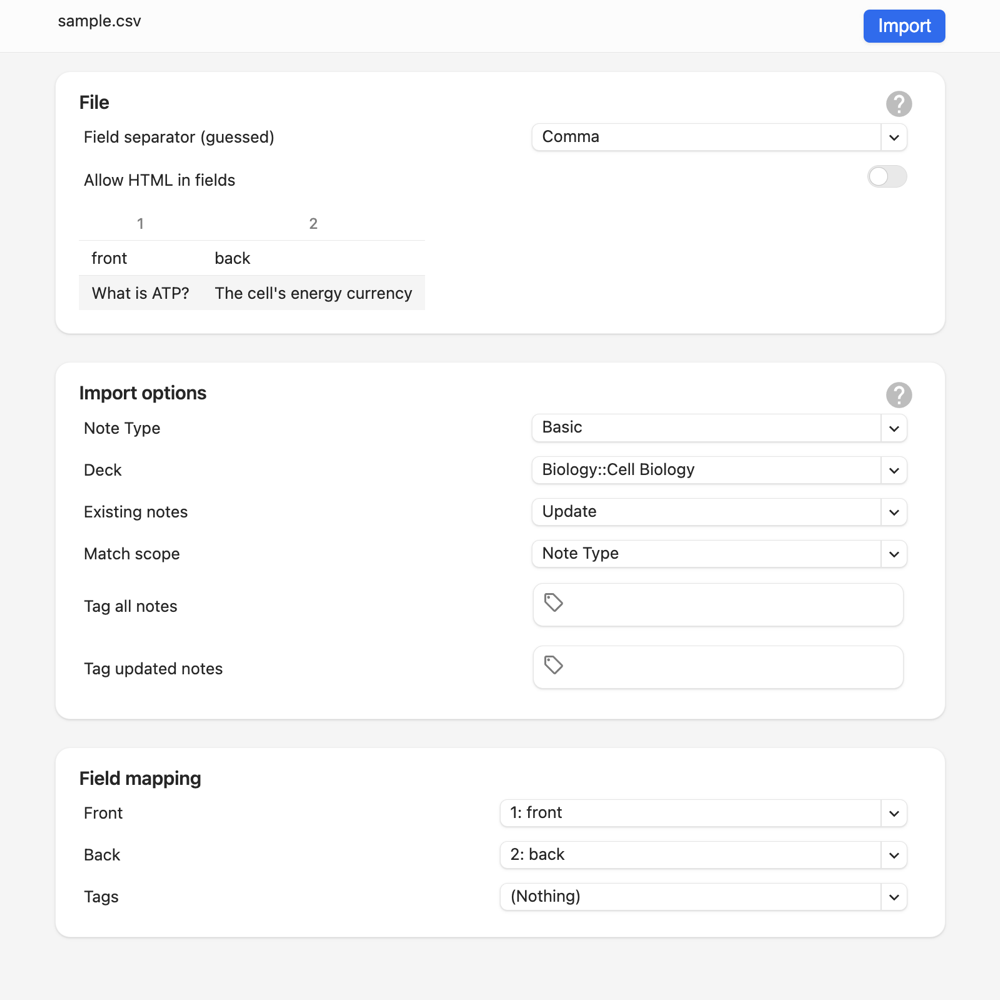 sample.csv
Import
File
?
Field separator (guessed)
Comma
Allow HTML in fields
1 2
front back
What is ATP? The cell's energy currency
Import options
?
Note Type
Basic
Deck
Biology::Cell Biology
Existing notes
Update
Match scope
Note Type
Tag all notes
Tag updated notes
Field mapping
Front
1: front
Back
2: back
Tags
(Nothing)